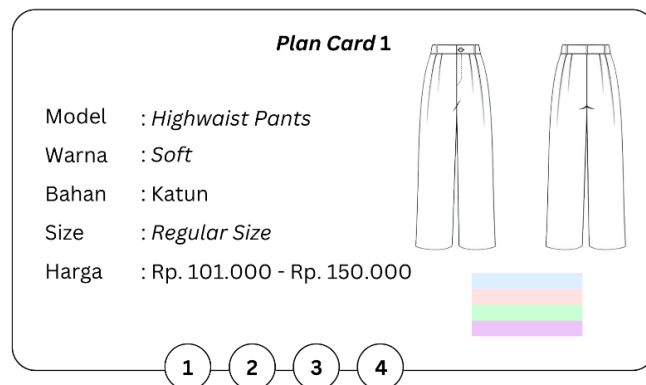 Plan Card 1
Model : Highwaist Pants
Warna : Soft
Bahan : Katun
Size : Regular Size
Harga : Rp. 101.000 - Rp. 150.000
1 2 3 4